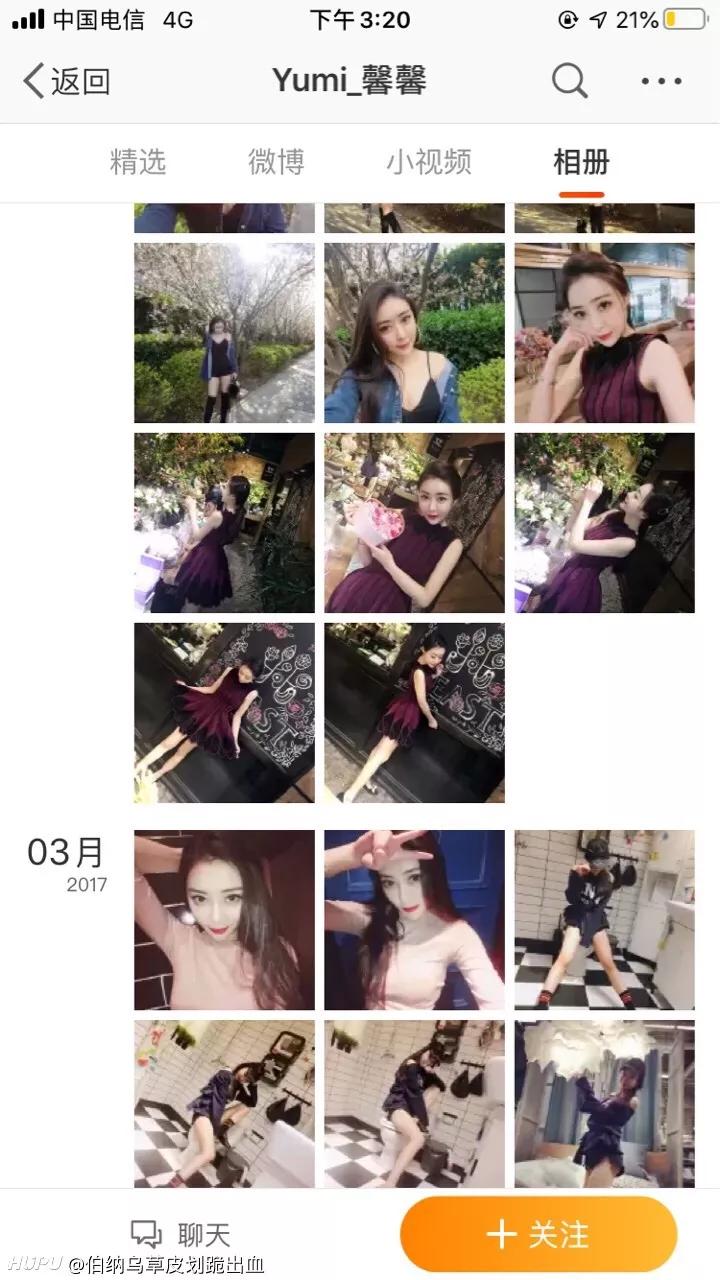 中国电信 4G 下午3:20 21%
返回 Yumi_馨馨
精选 微博 小视频 相册
03月
2017
聊天 关注
HUPU @伯纳乌草皮划跪出血